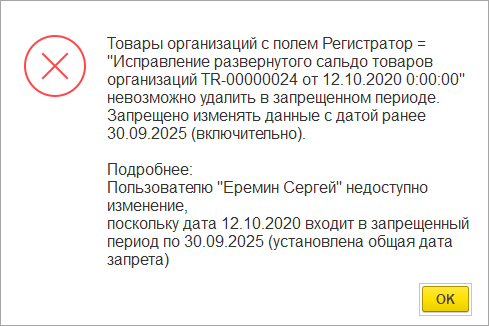 Товары организаций с полем Регистратор =
"Исправление развернутого сальдо товаров
организаций TR-00000024 от 12.10.2020 0:00:00"
невозможно удалить в запрещенном периоде.
Запрещено изменять данные с датой ранее
30.09.2025 (включительно).
Подробнее:
Пользователю "Еремин Сергей" недоступно
изменение,
поскольку дата 12.10.2020 входит в запрещенный
период по 30.09.2025 (установлена общая дата
запрета)
OK